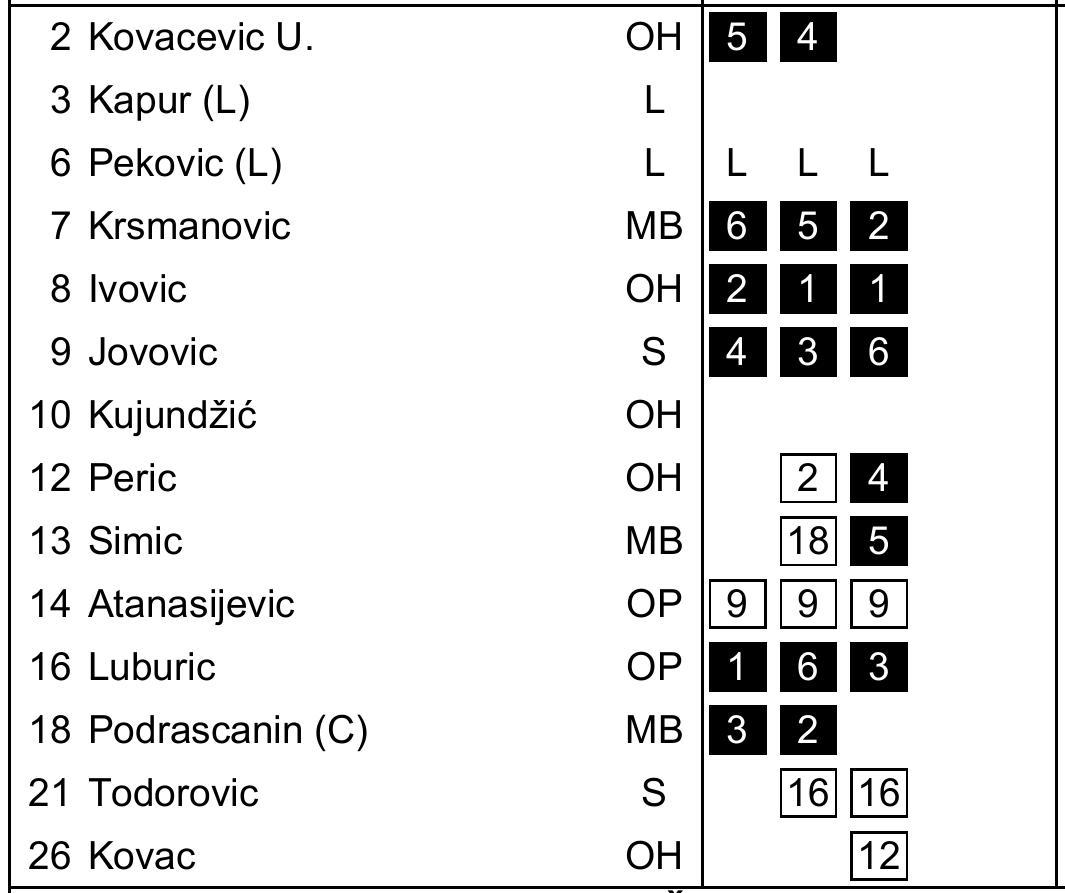 2 Kovacevic U. OH 5 4
3 Kapur (L) L
6 Pekovic (L) L L L L
7 Krsmanovic MB 6 5 2
8 Ivovic OH 2 1 1
9 Jovovic S 4 3 6
10 Kujundžić OH
12 Peric OH 2 4
13 Simic MB 18 5
14 Atanasijevic OP 9 9 9
16 Luburic OP 1 6 3
18 Podrascanin (C) MB 3 2
21 Todorovic S 16 16
26 Kovac OH 12